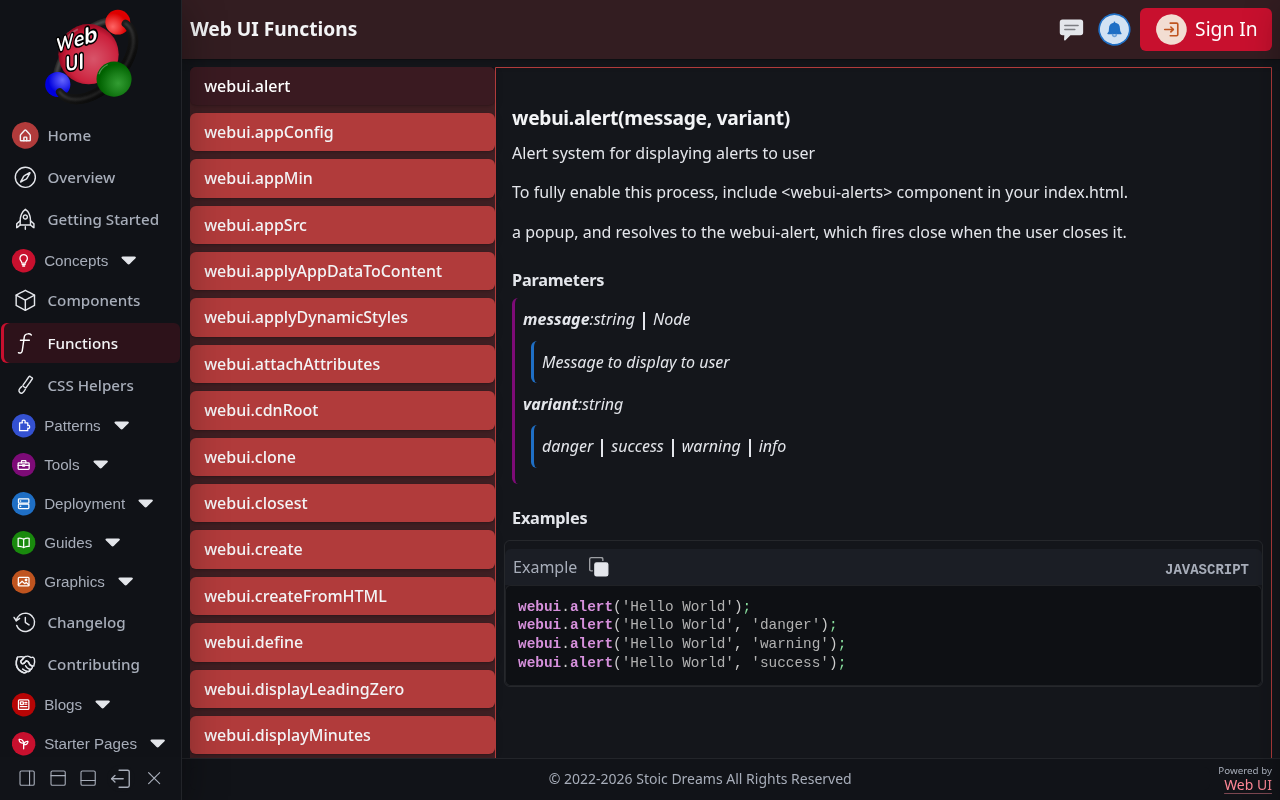 Web
UI
Home
Overview
Getting Started
Concepts
Components
Functions
CSS Helpers
Patterns
Tools
Deployment
Guides
Graphics
Changelog
Contributing
Blogs
Starter Pages
Web UI Functions
Sign In
webui.alert
webui.appConfig
webui.appMin
webui.appSrc
webui.applyAppDataToContent
webui.applyDynamicStyles
webui.attachAttributes
webui.cdnRoot
webui.clone
webui.closest
webui.create
webui.createFromHTML
webui.define
webui.displayLeadingZero
webui.displayMinutes
webui.alert(message, variant)
Alert system for displaying alerts to user
To fully enable this process, include <webui-alerts> component in your index.html.
a popup, and resolves to the webui-alert, which fires close when the user closes it.
Parameters
message:string | Node
Message to display to user
variant:string
danger | success | warning | info
Examples
Example
JAVASCRIPT
webui.alert('Hello World');
webui.alert('Hello World', 'danger');
webui.alert('Hello World', 'warning');
webui.alert('Hello World', 'success');
© 2022-2026 Stoic Dreams All Rights Reserved
Powered by
Web UI